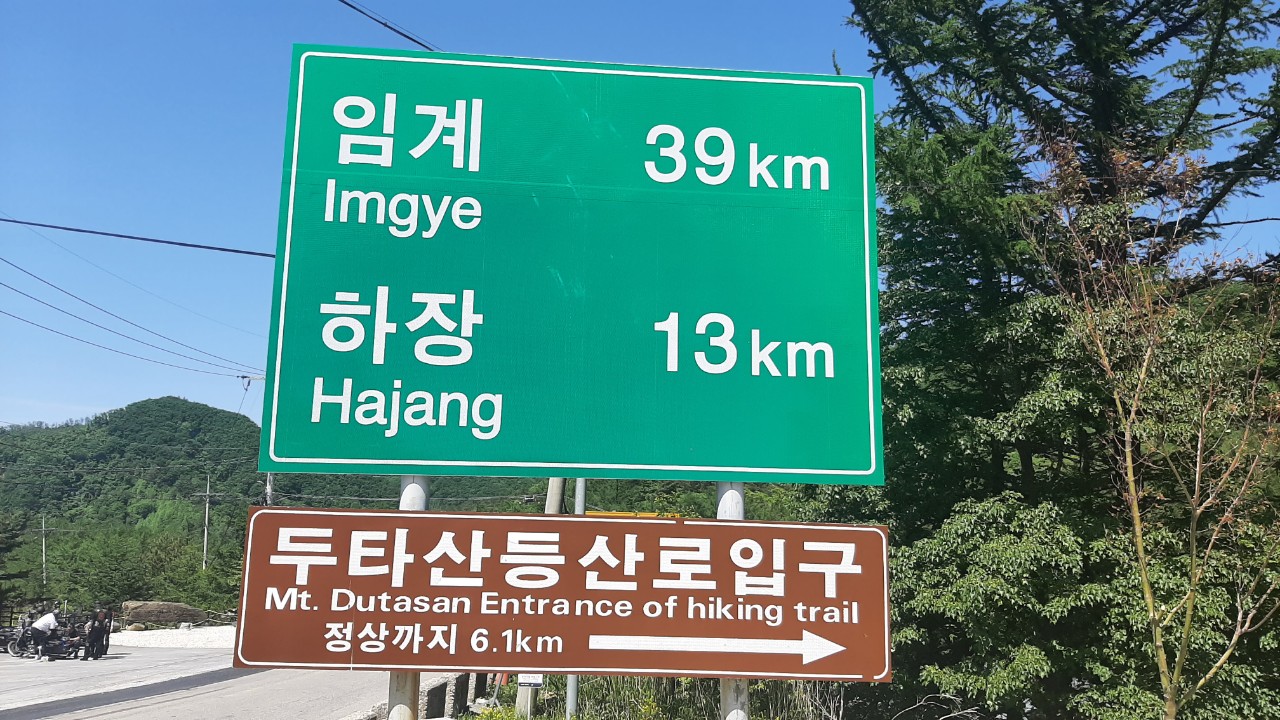 임계 39 km
Imgye
하장 13 km
Hajang
두타산등산로입구
Mt. Dutasan Entrance of hiking trail
정상까지 6.1km